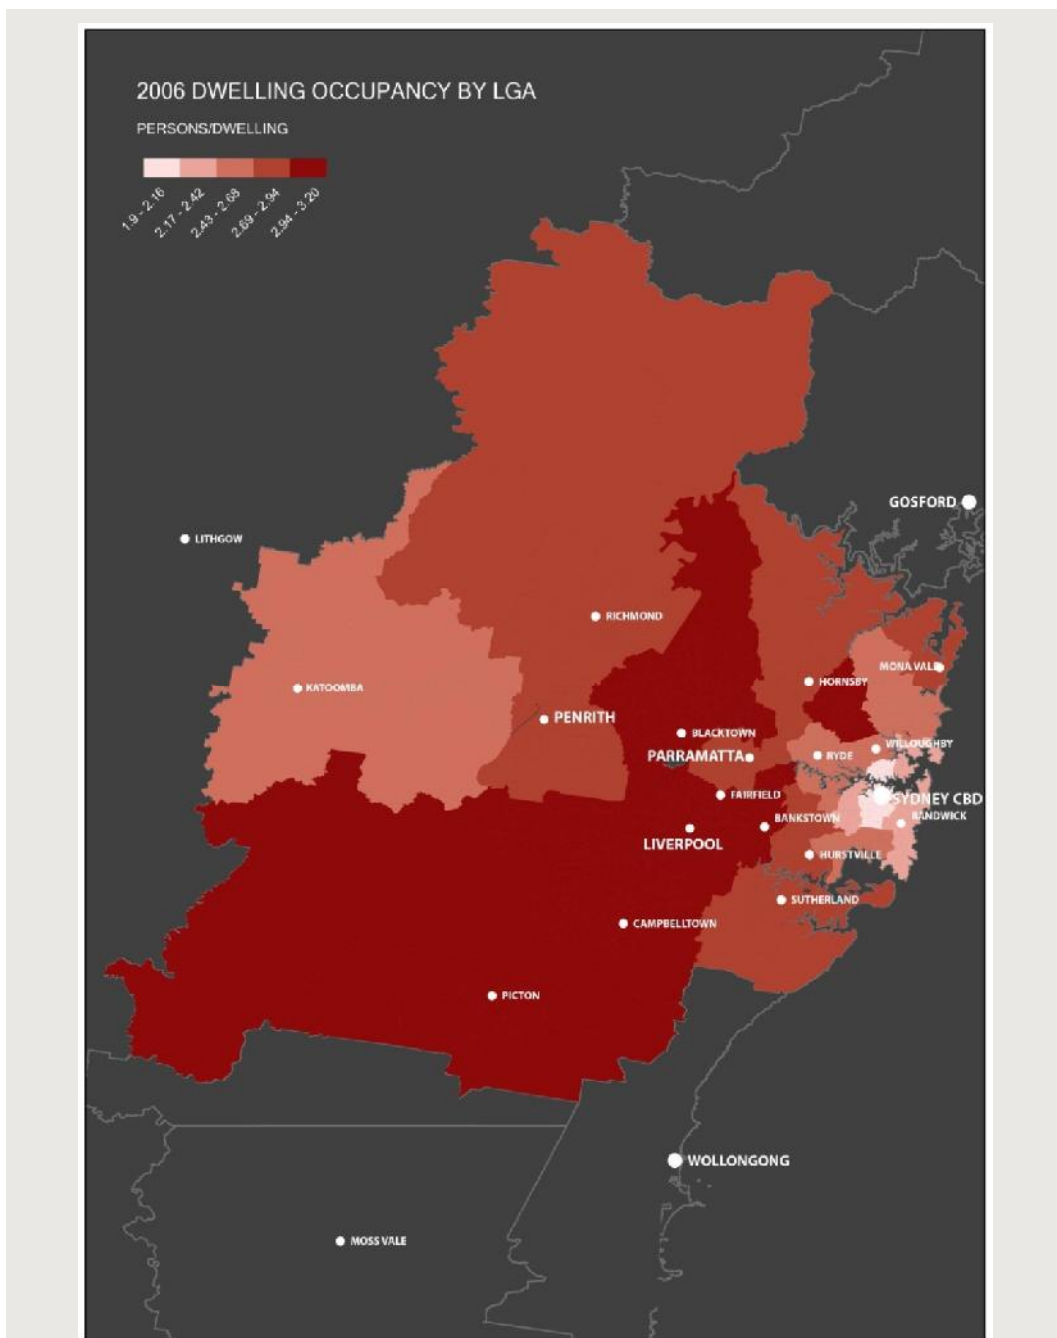 2006 DWELLING OCCUPANCY BY LGA
PERSONS/DWELLING
1.9 - 2.16
2.17 - 2.42
2.43 - 2.68
2.69 - 2.94
2.94 - 3.20
GOSFORD
LITHGOW
RICHMOND
MONA VALE
HORNSBY
KATOOMBA
PENRITH
BLACKTOWN
WILLOUGHBY
PARRAMATTA
RYDE
FAIRFIELD
SYDNEY CBD
BANKSTOWN
RANDWICK
LIVERPOOL
HURSTVILLE
SUTHERLAND
CAMPBELLTOWN
PICTON
WOLLONGONG
MOSS VALE